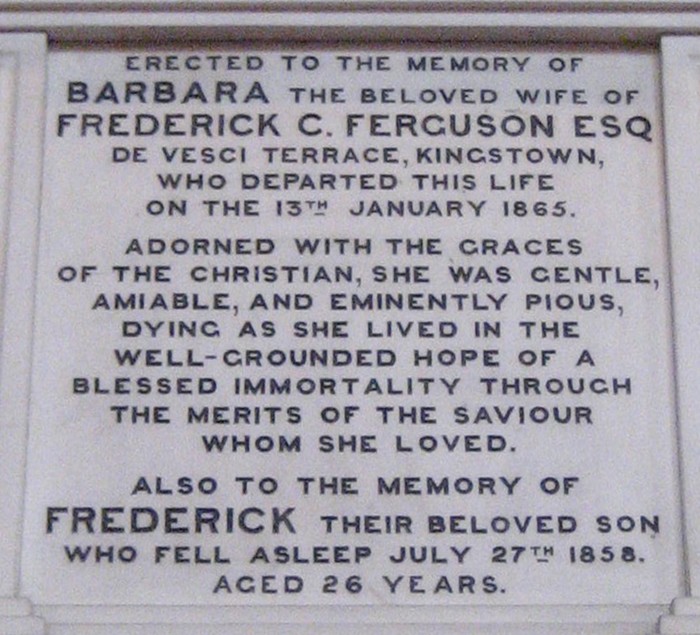 ERECTED TO THE MEMORY OF
BARBARA THE BELOVED WIFE OF
FREDERICK C. FERGUSON ESQ
DE VESCI TERRACE, KINGSTOWN,
WHO DEPARTED THIS LIFE
ON THE 13TH JANUARY 1865.
ADORNED WITH THE GRACES
OF THE CHRISTIAN, SHE WAS GENTLE,
AMIABLE, AND EMINENTLY PIOUS,
DYING AS SHE LIVED IN THE
WELL-GROUNDED HOPE OF A
BLESSED IMMORTALITY THROUGH
THE MERITS OF THE SAVIOUR
WHOM SHE LOVED.
ALSO TO THE MEMORY OF
FREDERICK THEIR BELOVED SON
WHO FELL ASLEEP JULY 27TH 1858.
AGED 26 YEARS.